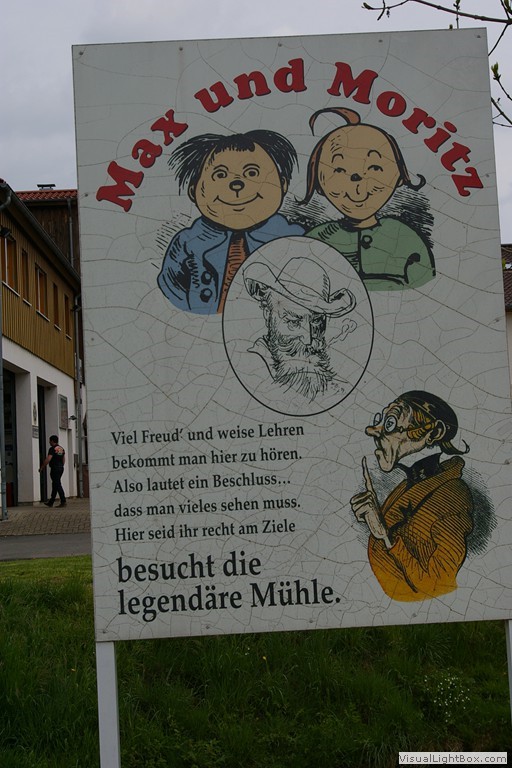 Max und Moritz
Viel Freud' und weise Lehren
bekommt man hier zu hören.
Also lautet ein Beschluss...
dass man vieles sehen muss.
Hier seid ihr recht am Ziele
besucht die
legendäre Mühle.
VisualLightBox.com